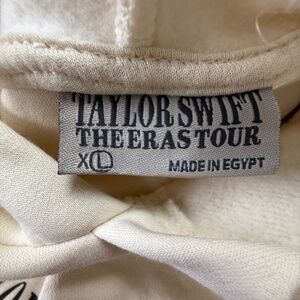 TAYLOR SWIFT
THE ERAS TOUR
XL MADE IN EGYPT